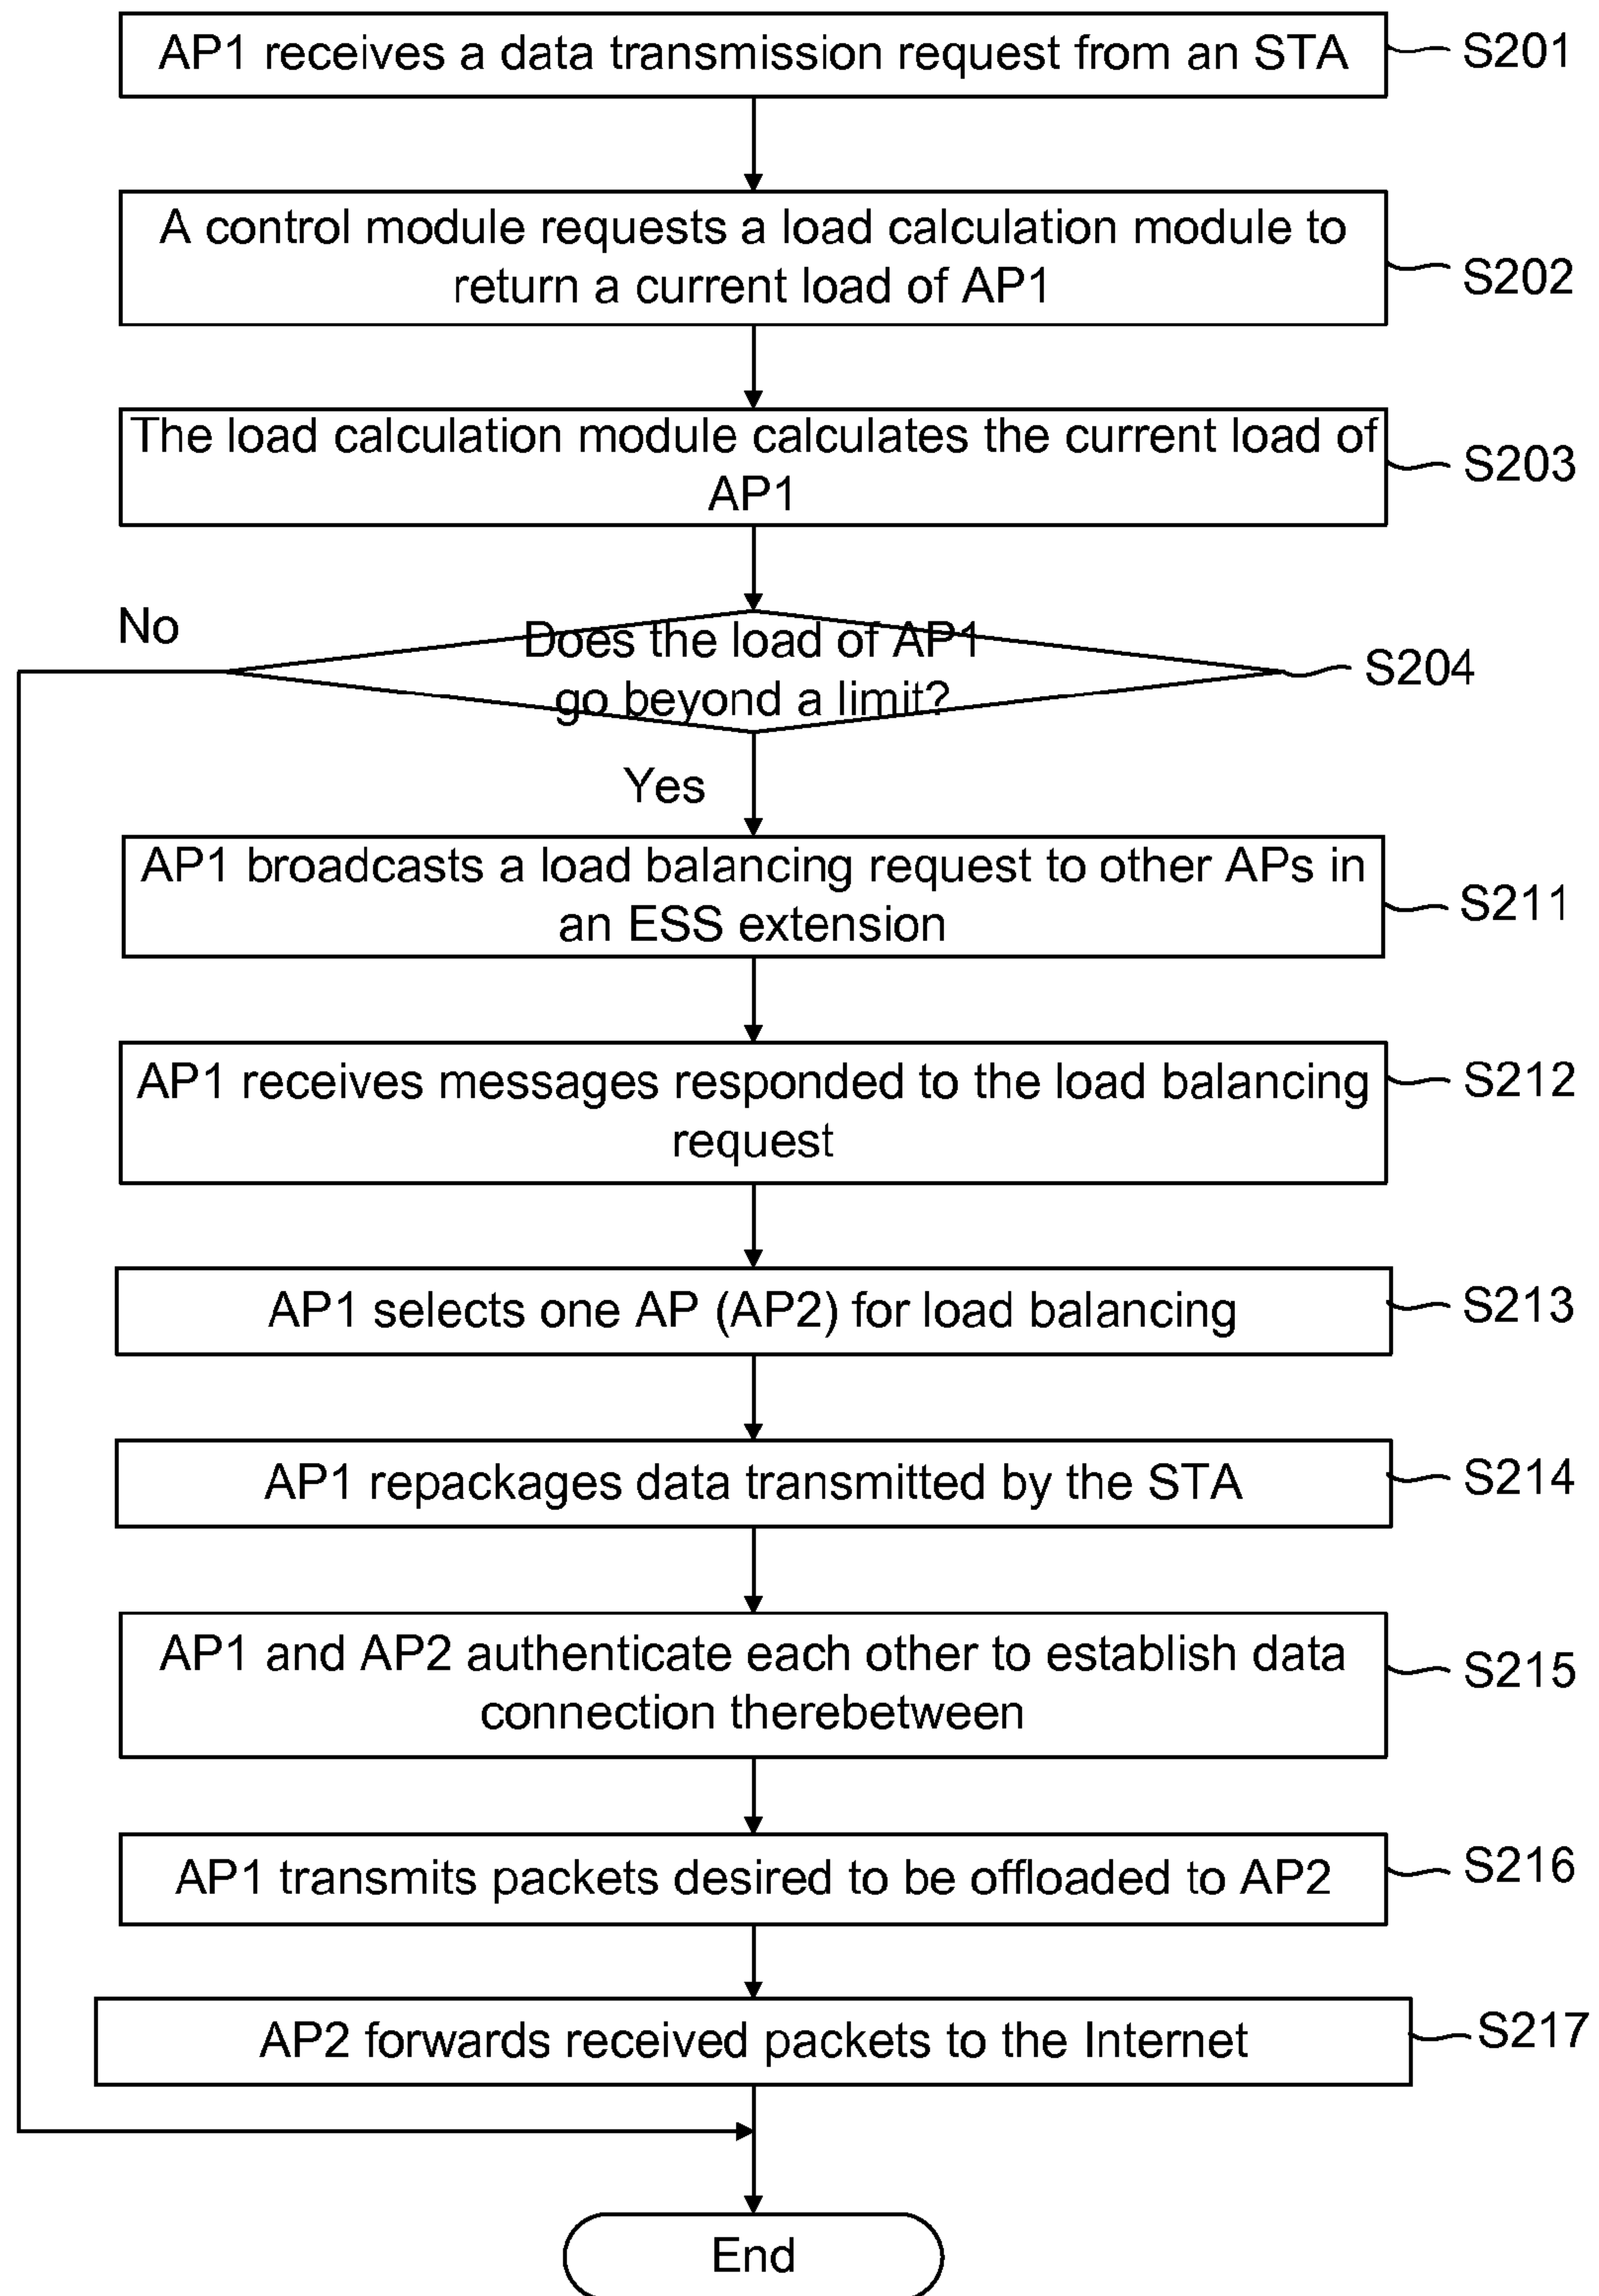 AP1 receives a data transmission request from an STA
S201
A control module requests a load calculation module to
return a current load of AP1
S202
The load calculation module calculates the current load of
AP1
S203
No
Does the load of AP1
go beyond a limit?
S204
Yes
AP1 broadcasts a load balancing request to other APs in
an ESS extension
S211
AP1 receives messages responded to the load balancing
request
S212
AP1 selects one AP (AP2) for load balancing
S213
AP1 repackages data transmitted by the STA
S214
AP1 and AP2 authenticate each other to establish data
connection therebetween
S215
AP1 transmits packets desired to be offloaded to AP2
S216
AP2 forwards received packets to the Internet
S217
End